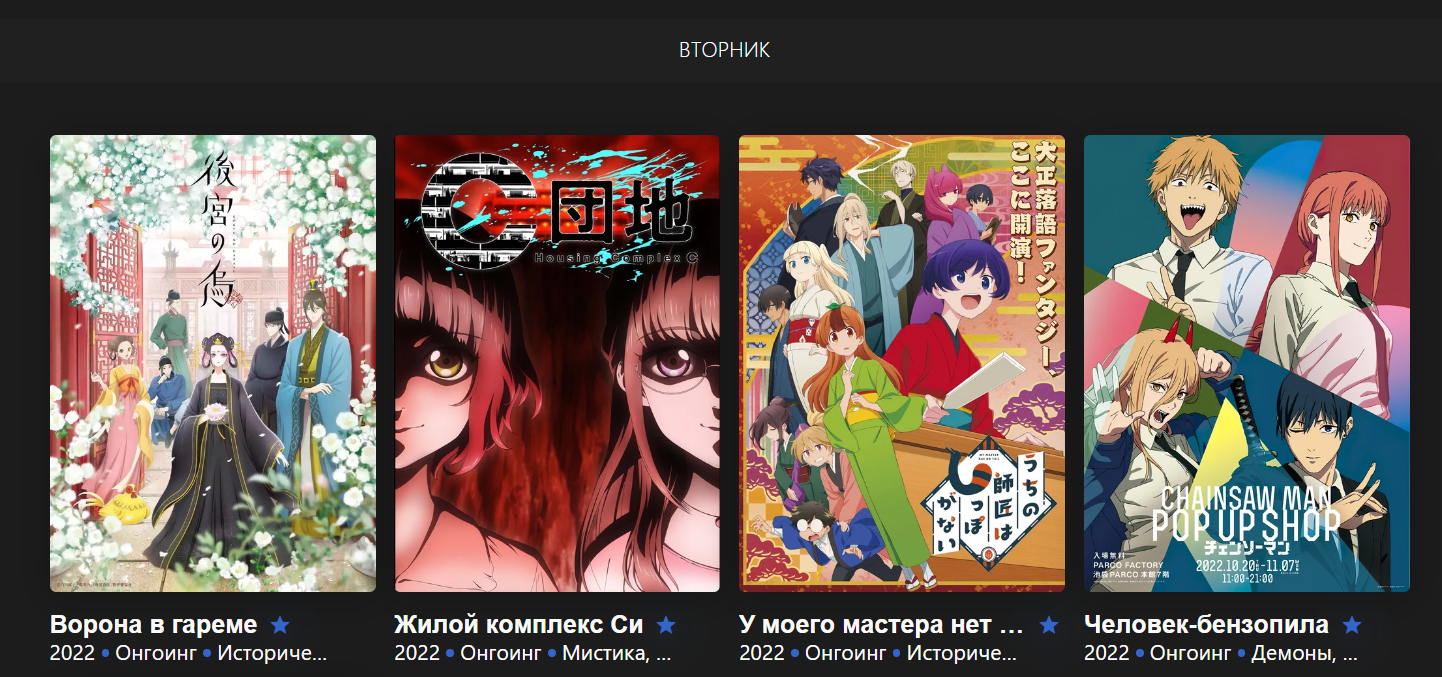 ВТОРНИК
後宮の烏
団地
Housing Complex C
大正落語ファンタジー、
ここに開演！
うちの
師匠は
しっぽ
がない
CHAINSAW MAN
POP UP SHOP
チェンソーマン
入場無料
PARCO FACTORY
池袋PARCO 本館7階
2022.10.20-11.07
11:00-21:00
Ворона в гареме
2022 • Онгоинг • Историче...
Жилой комплекс Си
2022 • Онгоинг • Мистика, ...
У моего мастера нет ...
2022 • Онгоинг • Историче...
Человек-бензопила
2022 • Онгоинг • Демоны, ...